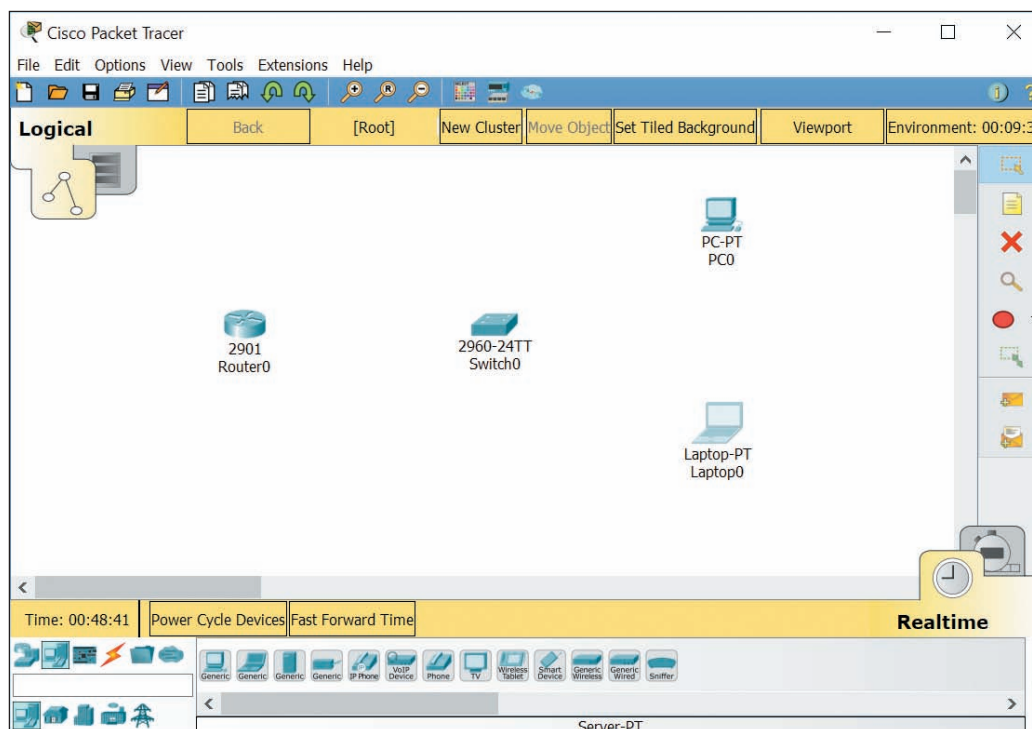 Cisco Packet Tracer
File Edit Options View Tools Extensions Help
Logical Back [Root] New Cluster Move Object Set Tiled Background Viewport Environment: 00:09:3
PC-PT
PC0
2901
Router0
2960-24TT
Switch0
Laptop-PT
Laptop0
Time: 00:48:41 Power Cycle Devices Fast Forward Time Realtime
Generic Generic Generic Generic IP Phone VoIP Device Phone TV Wireless Tablet Smart Device Generic Wireless Generic Wired Sniffer
Server-PT